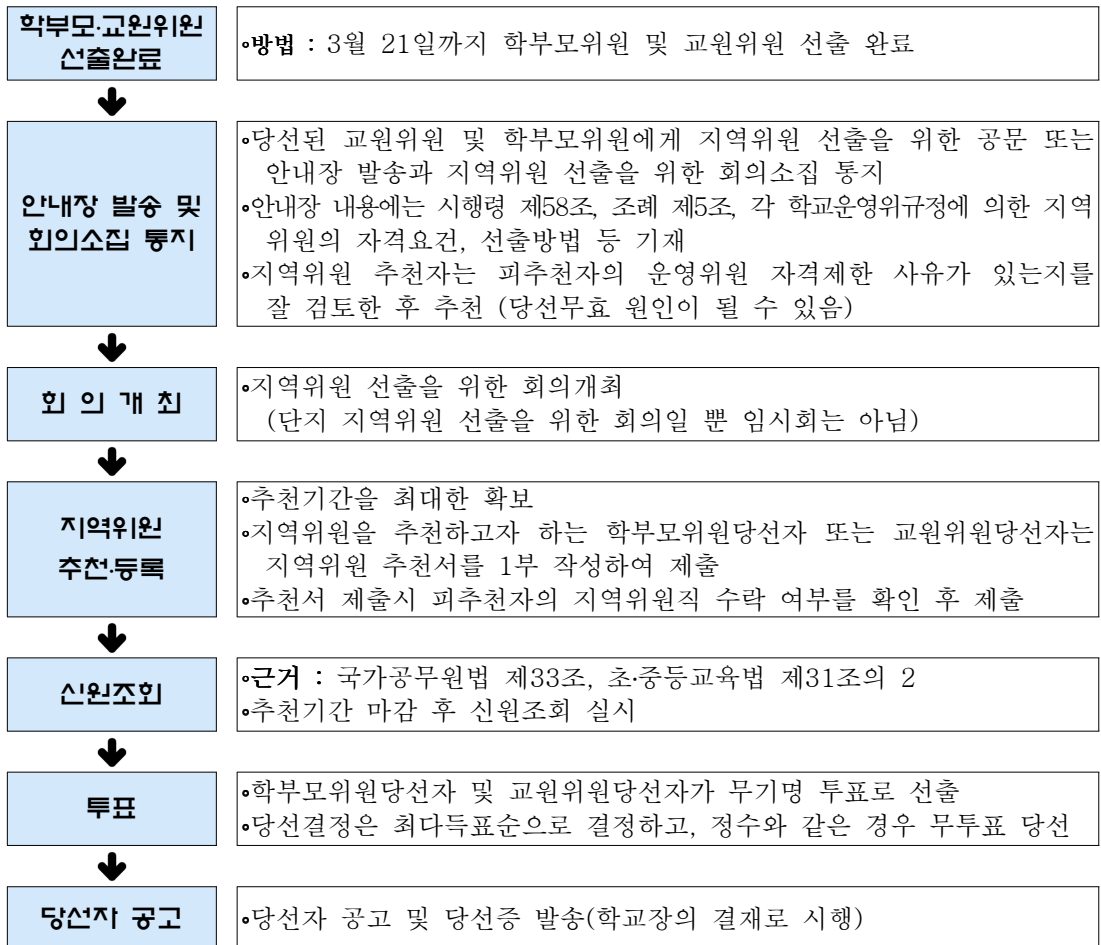 학부모·교원위원
선출완료
∘방법 : 3월 21일까지 학부모위원 및 교원위원 선출 완료
안내장 발송 및
회의소집 통지
∘당선된 교원위원 및 학부모위원에게 지역위원 선출을 위한 공문 또는
안내장 발송과 지역위원 선출을 위한 회의소집 통지
∘안내장 내용에는 시행령 제58조, 조례 제5조, 각 학교운영위규정에 의한 지역
위원의 자격요건, 선출방법 등 기재
∘지역위원 추천자는 피추천자의 운영위원 자격제한 사유가 있는지를
잘 검토한 후 추천 (당선무효 원인이 될 수 있음)
회 의 개 최
∘지역위원 선출을 위한 회의개최
(단지 지역위원 선출을 위한 회의일 뿐 임시회는 아님)
지역위원
추천·등록
∘추천기간을 최대한 확보
∘지역위원을 추천하고자 하는 학부모위원당선자 또는 교원위원당선자는
지역위원 추천서를 1부 작성하여 제출
∘추천서 제출시 피추천자의 지역위원직 수락 여부를 확인 후 제출
신원조회
∘근거 : 국가공무원법 제33조, 초·중등교육법 제31조의 2
∘추천기간 마감 후 신원조회 실시
투표
∘학부모위원당선자 및 교원위원당선자가 무기명 투표로 선출
∘당선결정은 최다득표순으로 결정하고, 정수와 같은 경우 무투표 당선
당선자 공고
∘당선자 공고 및 당선증 발송(학교장의 결재로 시행)